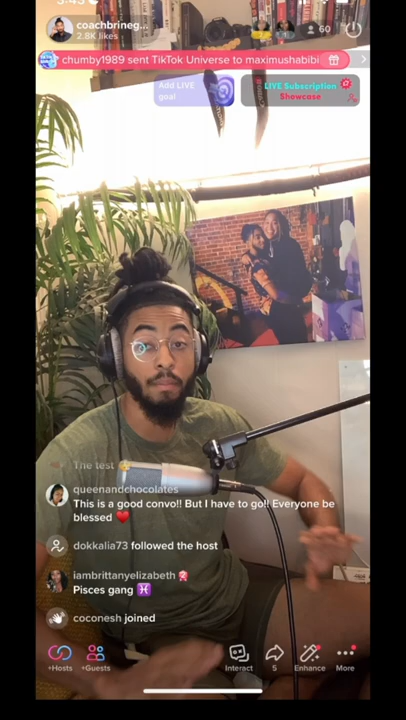 coachbrineg...
2.8K likes
60
chumby1989 sent TikTok Universe to maximushabibi
Add LIVE
goal
LIVE Subscription
Showcase
The test
queenandchocolates
This is a good convo!! But I have to go!! Everyone be
blessed ❤️
dokkalia73 followed the host
iambrittanyelizabeth
Pisces gang ♓
coconesh joined
+Hosts
+Guests
Interact
5
Enhance
More